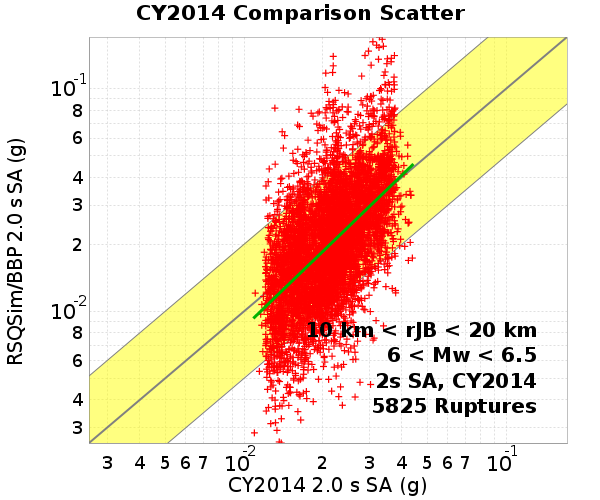 CY2014 Comparison Scatter
RSQSim/BBP 2.0 s SA (g)
10⁻¹
8
6
4
3
2
10⁻²
8
6
4
3
10 km < rJB < 20 km
6 < Mw < 6.5
2s SA, CY2014
5825 Ruptures
3 4 5 6 7 10⁻² 2 3 4 5 6 7 10⁻¹
CY2014 2.0 s SA (g)